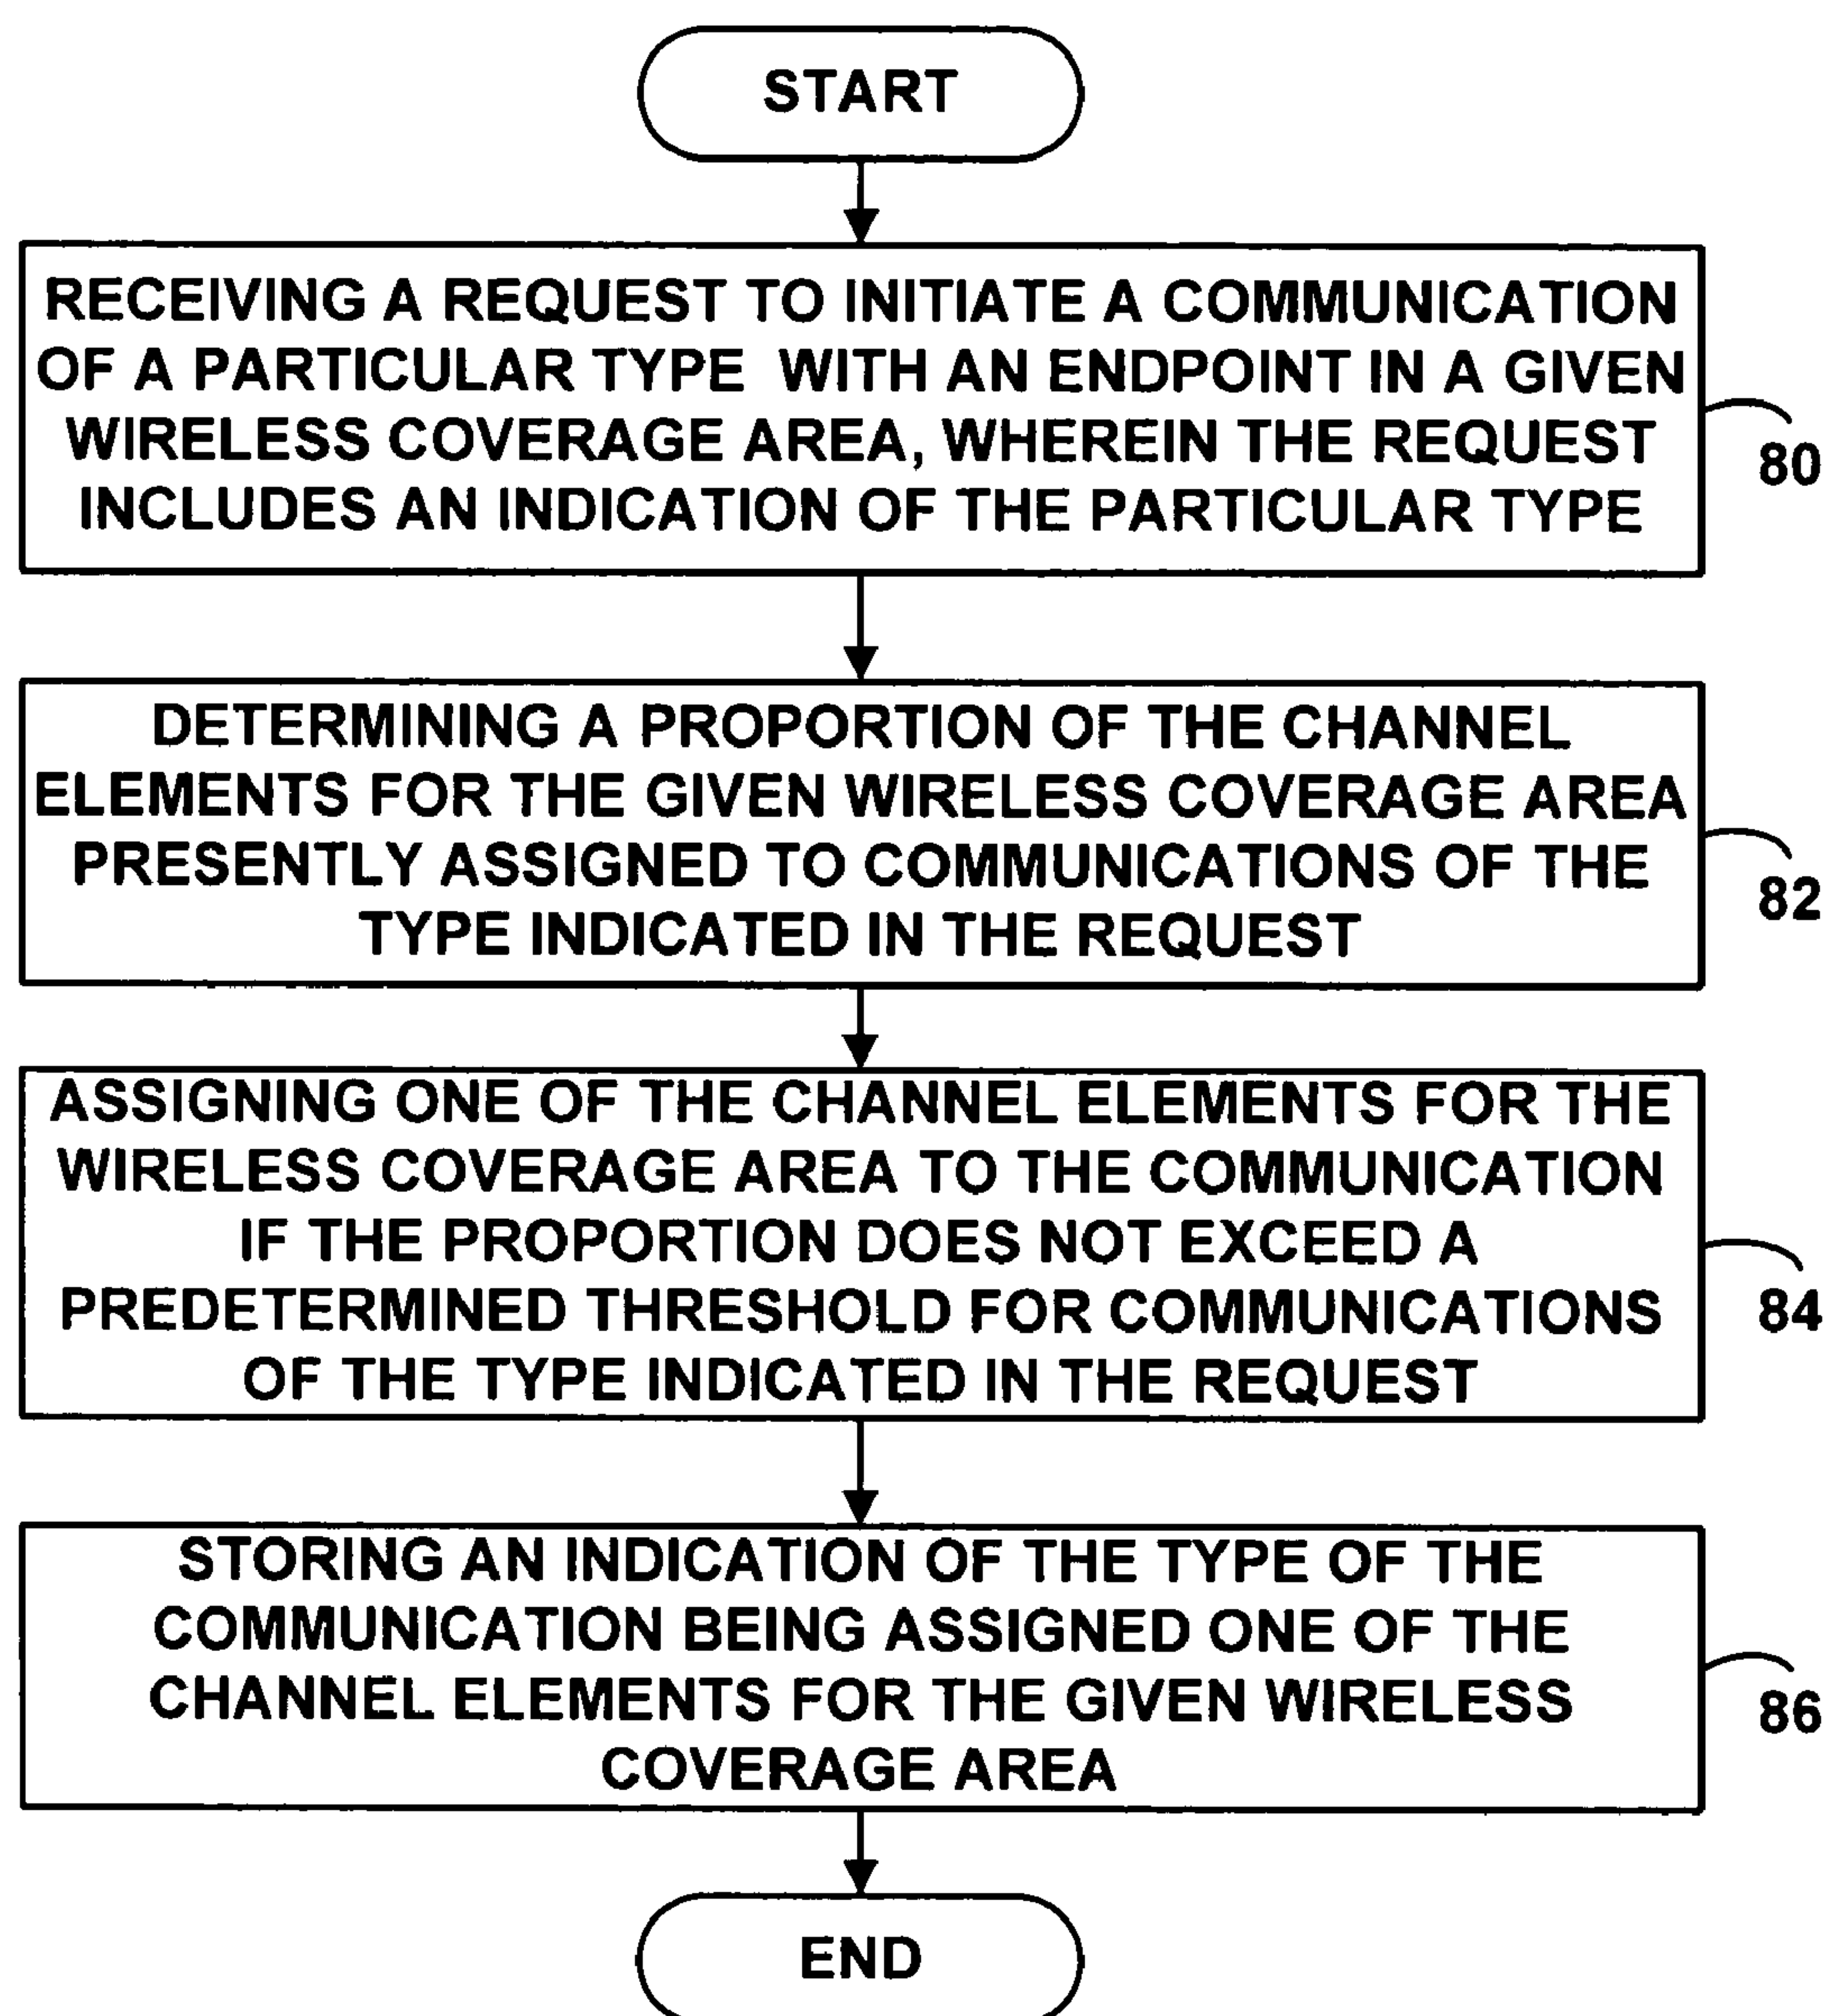 START
RECEIVING A REQUEST TO INITIATE A COMMUNICATION
OF A PARTICULAR TYPE WITH AN ENDPOINT IN A GIVEN
WIRELESS COVERAGE AREA, WHEREIN THE REQUEST
INCLUDES AN INDICATION OF THE PARTICULAR TYPE
80
DETERMINING A PROPORTION OF THE CHANNEL
ELEMENTS FOR THE GIVEN WIRELESS COVERAGE AREA
PRESENTLY ASSIGNED TO COMMUNICATIONS OF THE
TYPE INDICATED IN THE REQUEST
82
ASSIGNING ONE OF THE CHANNEL ELEMENTS FOR THE
WIRELESS COVERAGE AREA TO THE COMMUNICATION
IF THE PROPORTION DOES NOT EXCEED A
PREDETERMINED THRESHOLD FOR COMMUNICATIONS
OF THE TYPE INDICATED IN THE REQUEST
84
STORING AN INDICATION OF THE TYPE OF THE
COMMUNICATION BEING ASSIGNED ONE OF THE
CHANNEL ELEMENTS FOR THE GIVEN WIRELESS
COVERAGE AREA
86
END